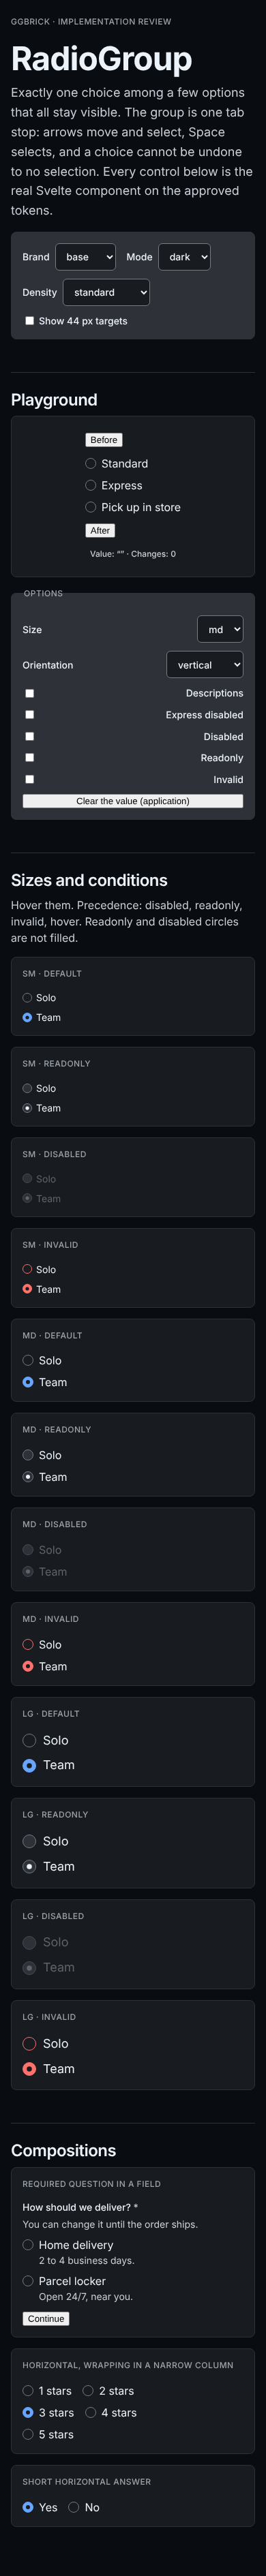 GGBRICK · IMPLEMENTATION REVIEW
RadioGroup
Exactly one choice among a few options
that all stay visible. The group is one tab
stop: arrows move and select, Space
selects, and a choice cannot be undone
to no selection. Every control below is the
real Svelte component on the approved
tokens.
Brand base Mode dark
Density standard
Show 44 px targets
Playground
Before
Standard
Express
Pick up in store
After
Value: “” · Changes: 0
OPTIONS
Size md
Orientation vertical
Descriptions
Express disabled
Disabled
Readonly
Invalid
Clear the value (application)
Sizes and conditions
Hover them. Precedence: disabled, readonly,
invalid, hover. Readonly and disabled circles
are not filled.
SM · DEFAULT
Solo
Team
SM · READONLY
Solo
Team
SM · DISABLED
Solo
Team
SM · INVALID
Solo
Team
MD · DEFAULT
Solo
Team
MD · READONLY
Solo
Team
MD · DISABLED
Solo
Team
MD · INVALID
Solo
Team
LG · DEFAULT
Solo
Team
LG · READONLY
Solo
Team
LG · DISABLED
Solo
Team
LG · INVALID
Solo
Team
Compositions
REQUIRED QUESTION IN A FIELD
How should we deliver? *
You can change it until the order ships.
Home delivery
2 to 4 business days.
Parcel locker
Open 24/7, near you.
Continue
HORIZONTAL, WRAPPING IN A NARROW COLUMN
1 stars 2 stars
3 stars 4 stars
5 stars
SHORT HORIZONTAL ANSWER
Yes No